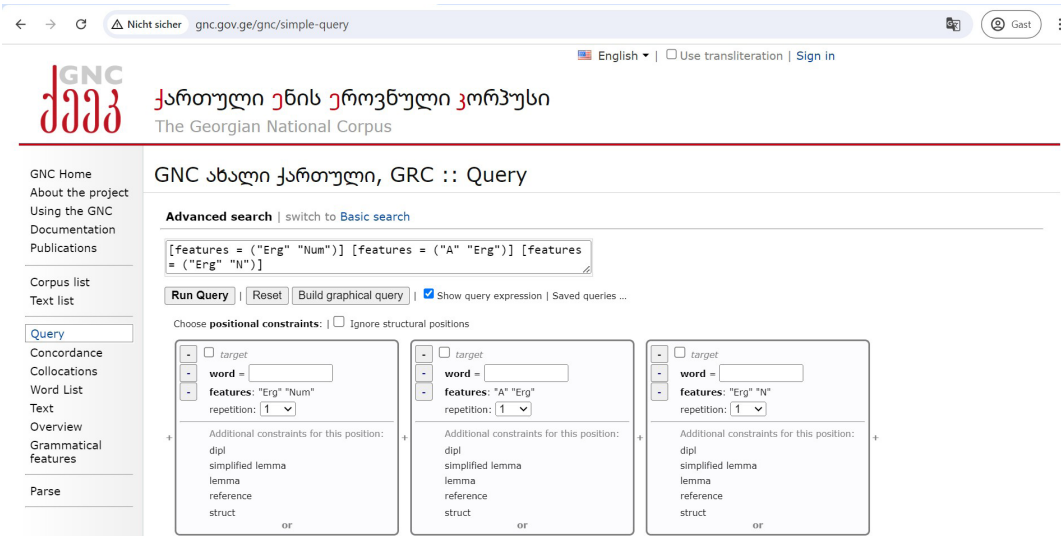 Nicht sicher gnc.gov.ge/gnc/simple-query Gast
English | Use transliteration | Sign in
GNC
ქეეკ
ქართული ენის ეროვნული კორპუსი
The Georgian National Corpus
GNC Home
About the project
Using the GNC
Documentation
Publications
Corpus list
Text list
Query
Concordance
Collocations
Word List
Text
Overview
Grammatical
features
Parse
GNC ახალი ქართული, GRC :: Query
Advanced search | switch to Basic search
[features = ("Erg" "Num")] [features = ("A" "Erg")] [features
= ("Erg" "N")]
Run Query | Reset Build graphical query | Show query expression | Saved queries ...
Choose positional constraints: | Ignore structural positions
- target
- word =
- features: "Erg" "Num"
repetition: 1
+ Additional constraints for this position:
dipl
simplified lemma
lemma
reference
struct
or
- target
- word =
- features: "A" "Erg"
repetition: 1
+ Additional constraints for this position:
dipl
simplified lemma
lemma
reference
struct
or
- target
- word =
- features: "Erg" "N"
repetition: 1
+ Additional constraints for this position: +
dipl
simplified lemma
lemma
reference
struct
or